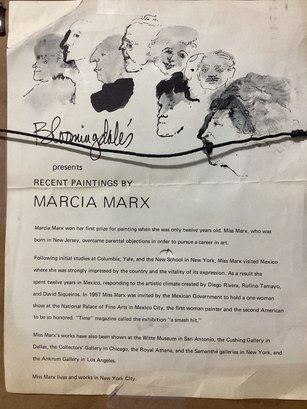 Bloomingdale's
presents
RECENT PAINTINGS BY
MARCIA MARX
Marcia Marx won her first prize for painting when she was only twelve years old. Miss Marx, who was
born in New Jersey, overcame parental objections in order to pursue a career in art.
Following initial studies at Columbia, Yale, and the New School in New York, Miss Marx visited Mexico
where she was strongly impressed by the country and the vitality of its expression. As a result she
spent twelve years in Mexico, responding to the artistic climate created by Diego Rivera, Rufino Tamayo,
and David Siqueiros. In 1957 Miss Marx was invited by the Mexican Government to hold a one-woman
show at the National Palace of Fine Arts in Mexico City, the first woman painter and the second American
to be so honored. "Time" magazine called the exhibition "a smash hit."
Miss Marx's works have also been shown at the Witte Museum in San Antonio, the Cushing Gallery in
Dallas, the Collectors' Gallery in Chicago, the Royal Athena, and the Samanthé galleries in New York, and
the Ankrum Gallery in Los Angeles.
Miss Marx lives and works in New York City.